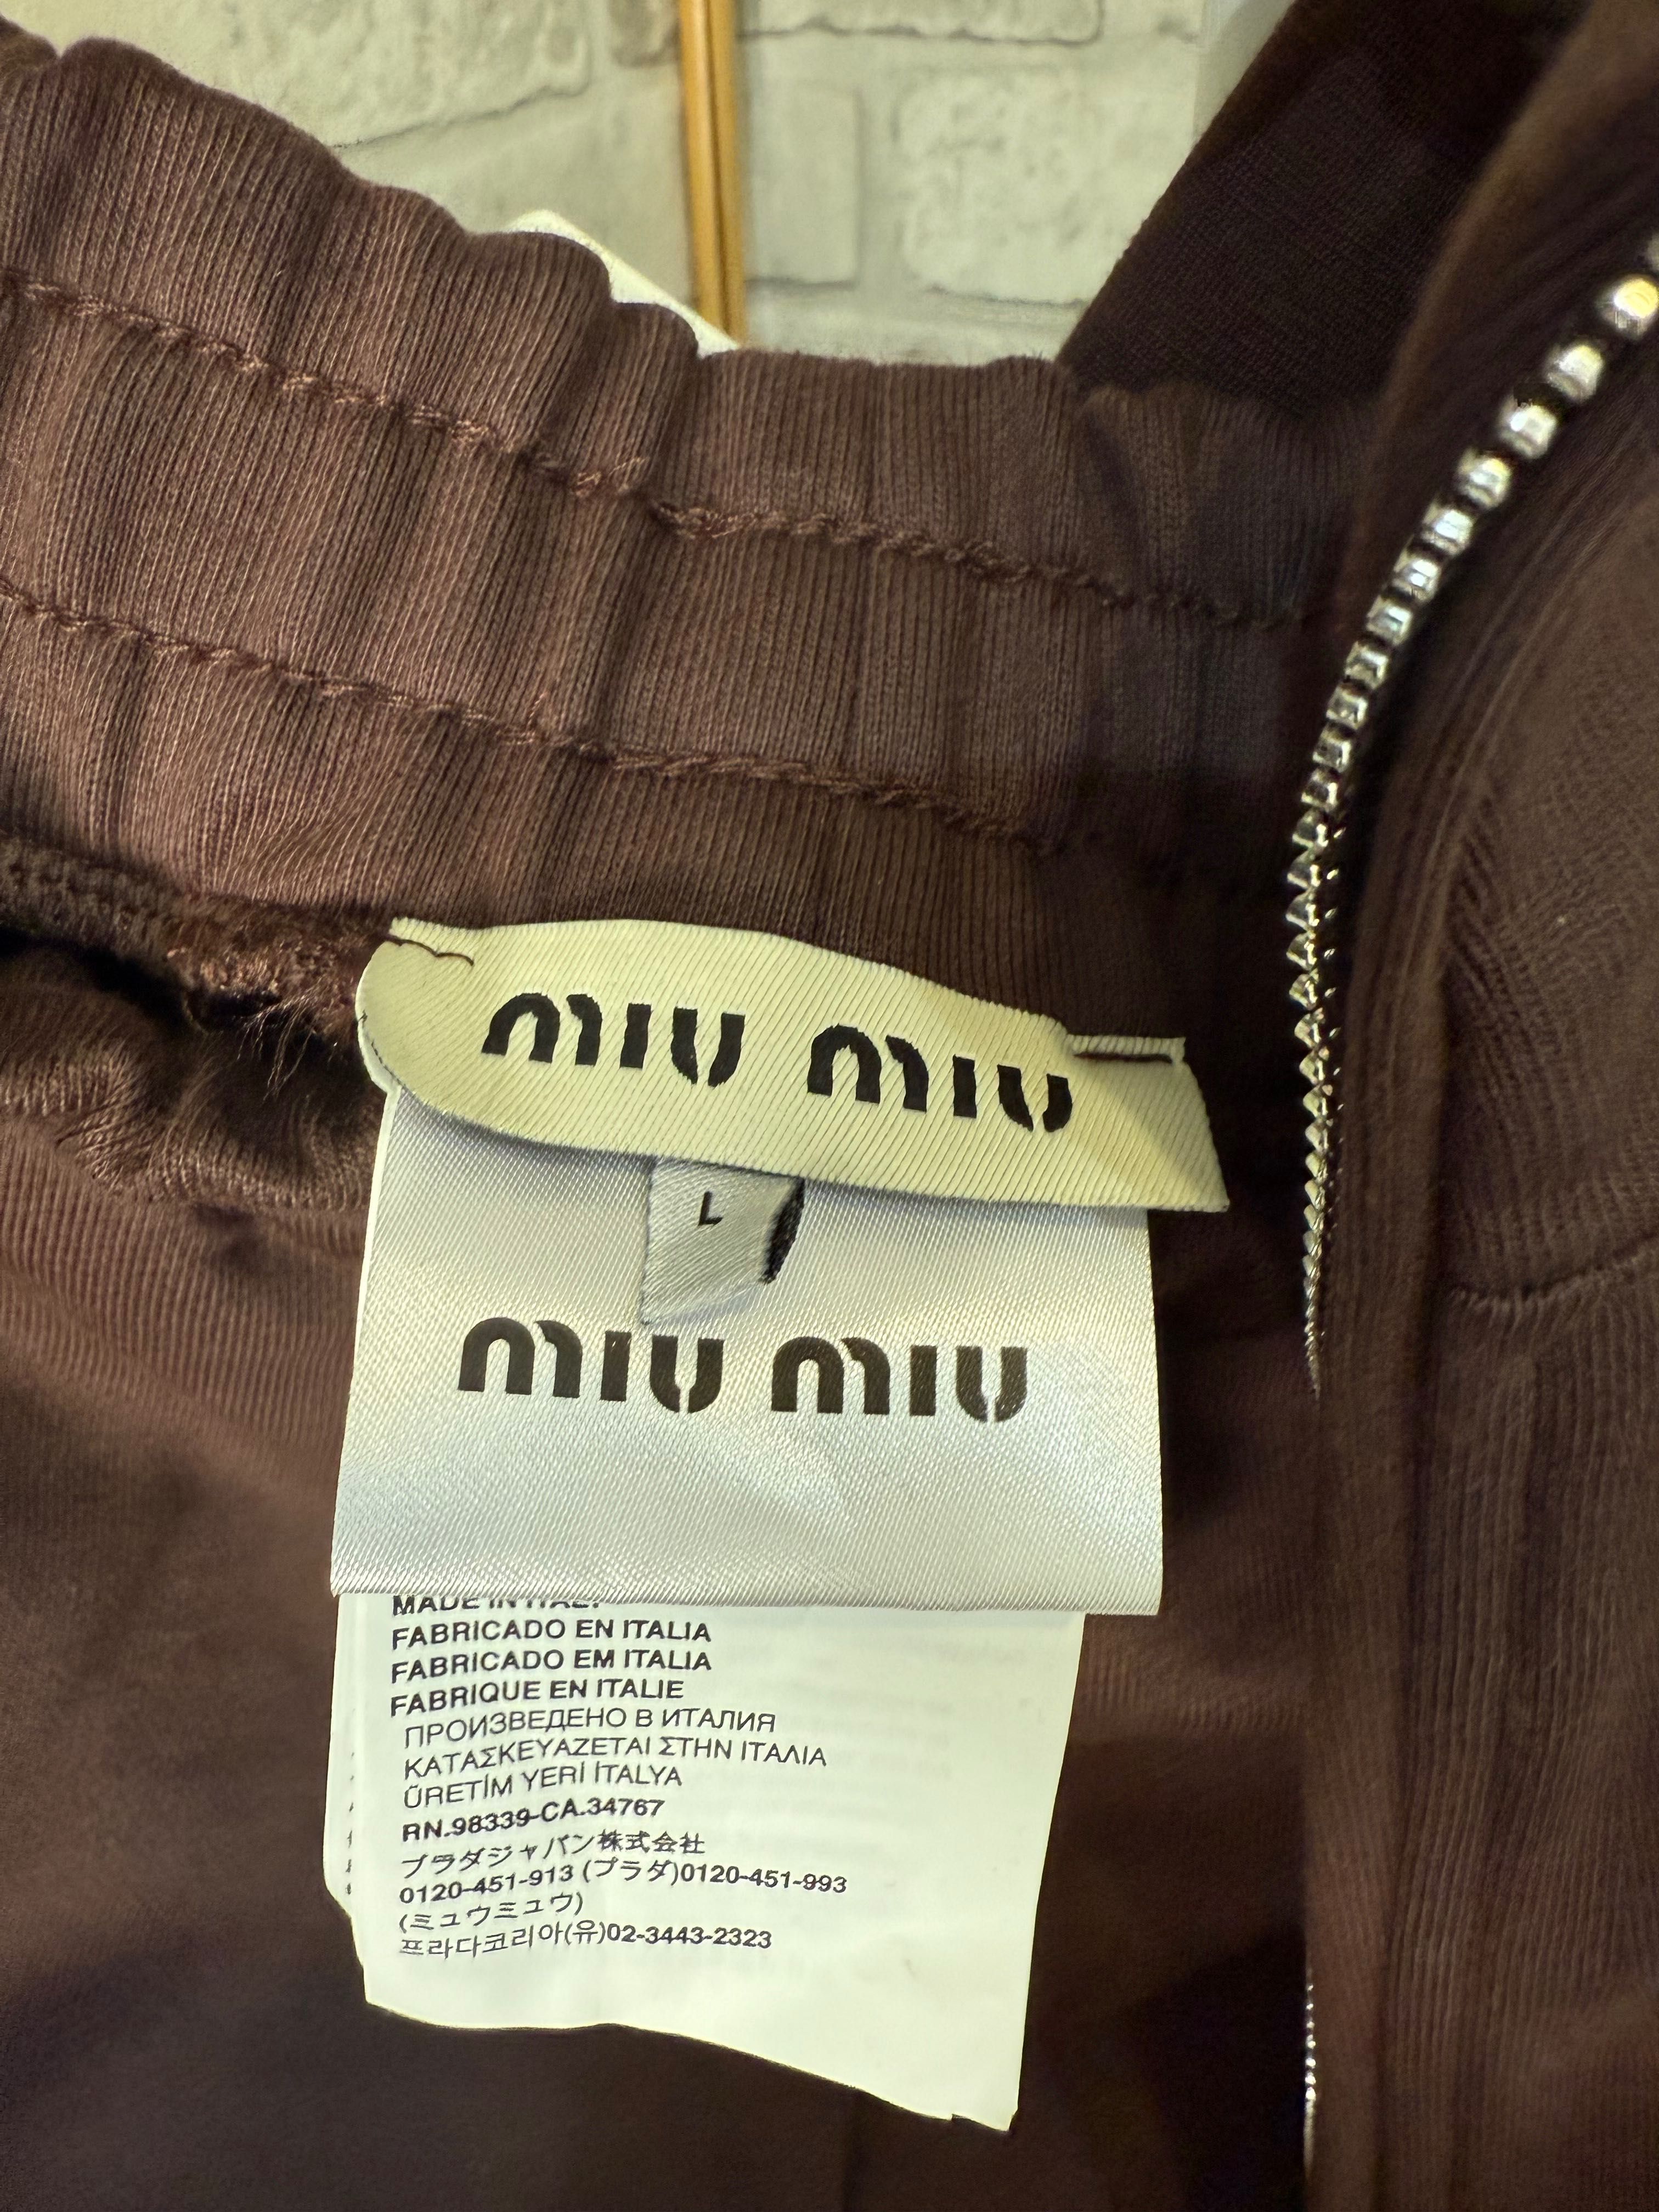 MIU MIU
L
MIU MIU
MADE IN ITALY
FABRICADO EN ITALIA
FABRICADO EM ITALIA
FABRIQUE EN ITALIE
ПРОИЗВЕДЕНО В ИТАЛИЯ
ΚΑΤΑΣΚΕΥΑΖΕΤΑΙ ΣΤΗΝ ΙΤΑΛΙΑ
ÜRETİM YERİ İTALYA
RN.98339-CA.34767
プラダジャパン株式会社
0120-451-913 (プラダ)0120-451-993
(ミュウミュウ)
프라다코리아(유)02-3443-2323